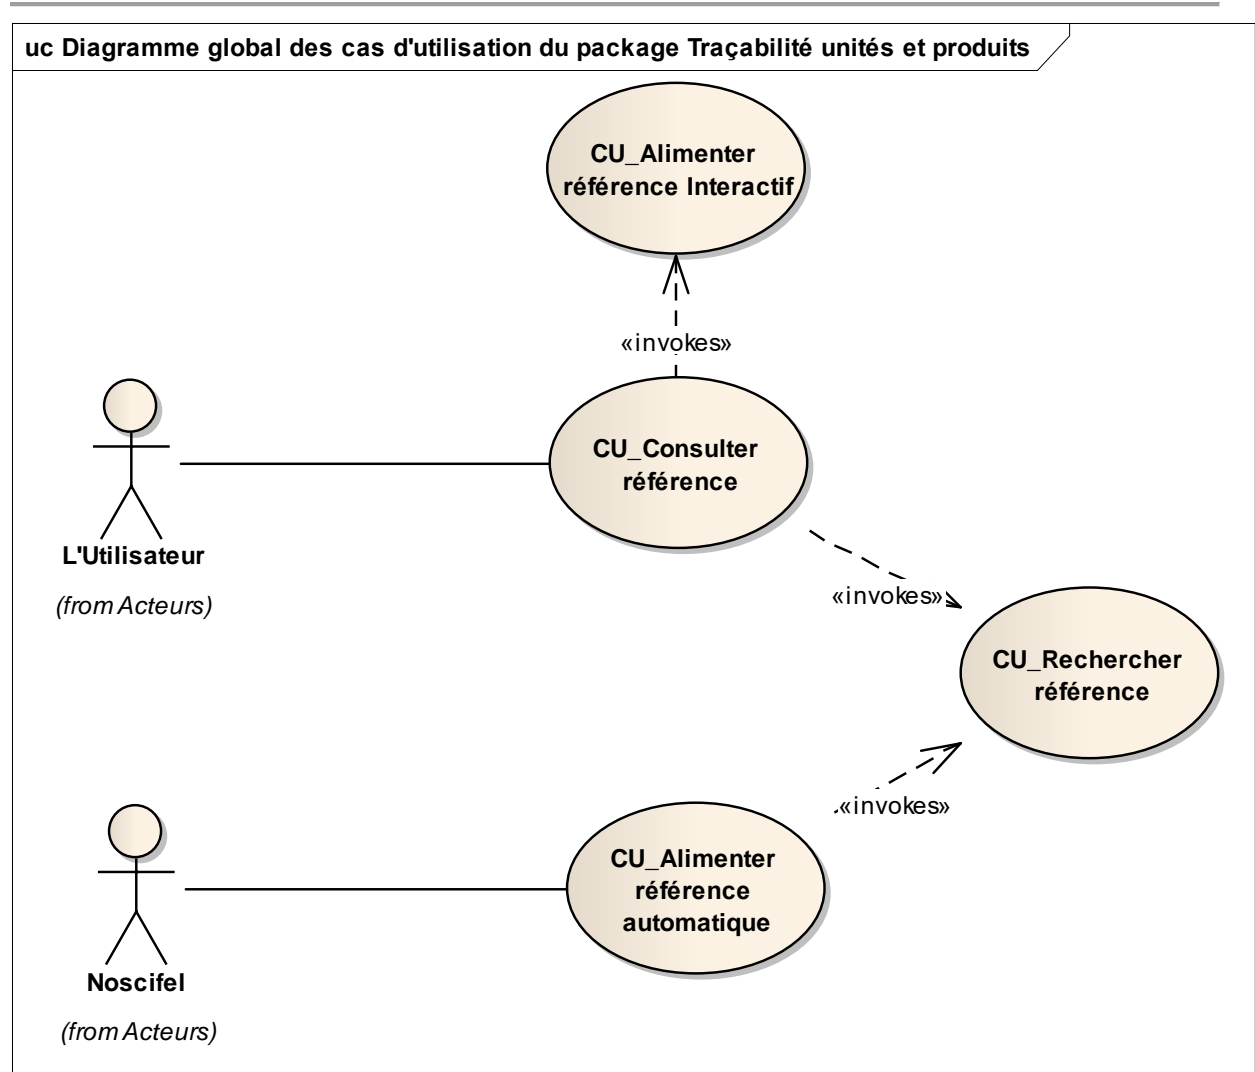 uc Diagramme global des cas d'utilisation du package Traçabilité unités et produits
CU_Alimenter
référence Interactif
«invokes»
CU_Consulter
référence
L'Utilisateur
(from Acteurs)
«invokes»
CU_Rechercher
référence
«invokes»
CU_Alimenter
référence
automatique
Noscifel
(from Acteurs)